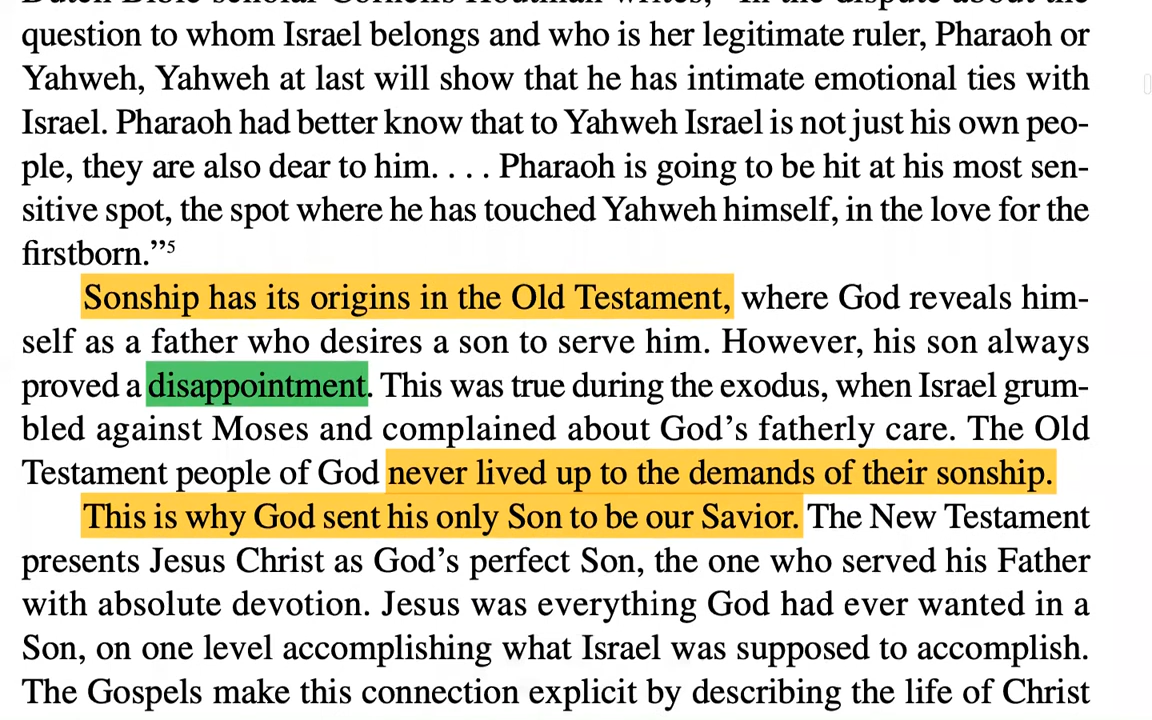 question to whom Israel belongs and who is her legitimate ruler, Pharaoh or
Yahweh, Yahweh at last will show that he has intimate emotional ties with
Israel. Pharaoh had better know that to Yahweh Israel is not just his own peo-
ple, they are also dear to him. . . . Pharaoh is going to be hit at his most sen-
sitive spot, the spot where he has touched Yahweh himself, in the love for the
firstborn.”5
Sonship has its origins in the Old Testament, where God reveals him-
self as a father who desires a son to serve him. However, his son always
proved a disappointment. This was true during the exodus, when Israel grum-
bled against Moses and complained about God’s fatherly care. The Old
Testament people of God never lived up to the demands of their sonship.
This is why God sent his only Son to be our Savior. The New Testament
presents Jesus Christ as God’s perfect Son, the one who served his Father
with absolute devotion. Jesus was everything God had ever wanted in a
Son, on one level accomplishing what Israel was supposed to accomplish.
The Gospels make this connection explicit by describing the life of Christ